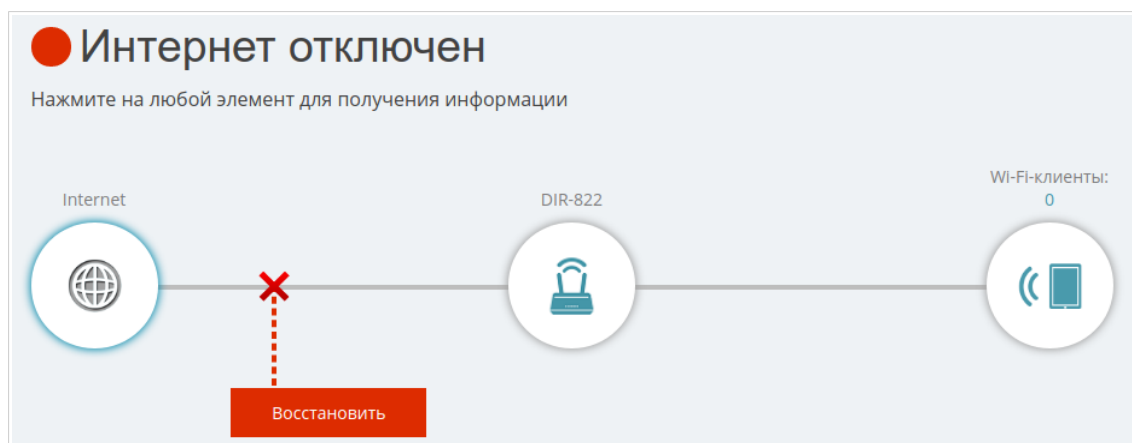 Интернет отключен
Нажмите на любой элемент для получения информации
Internet
DIR-822
Wi-Fi-клиенты:
0
Восстановить